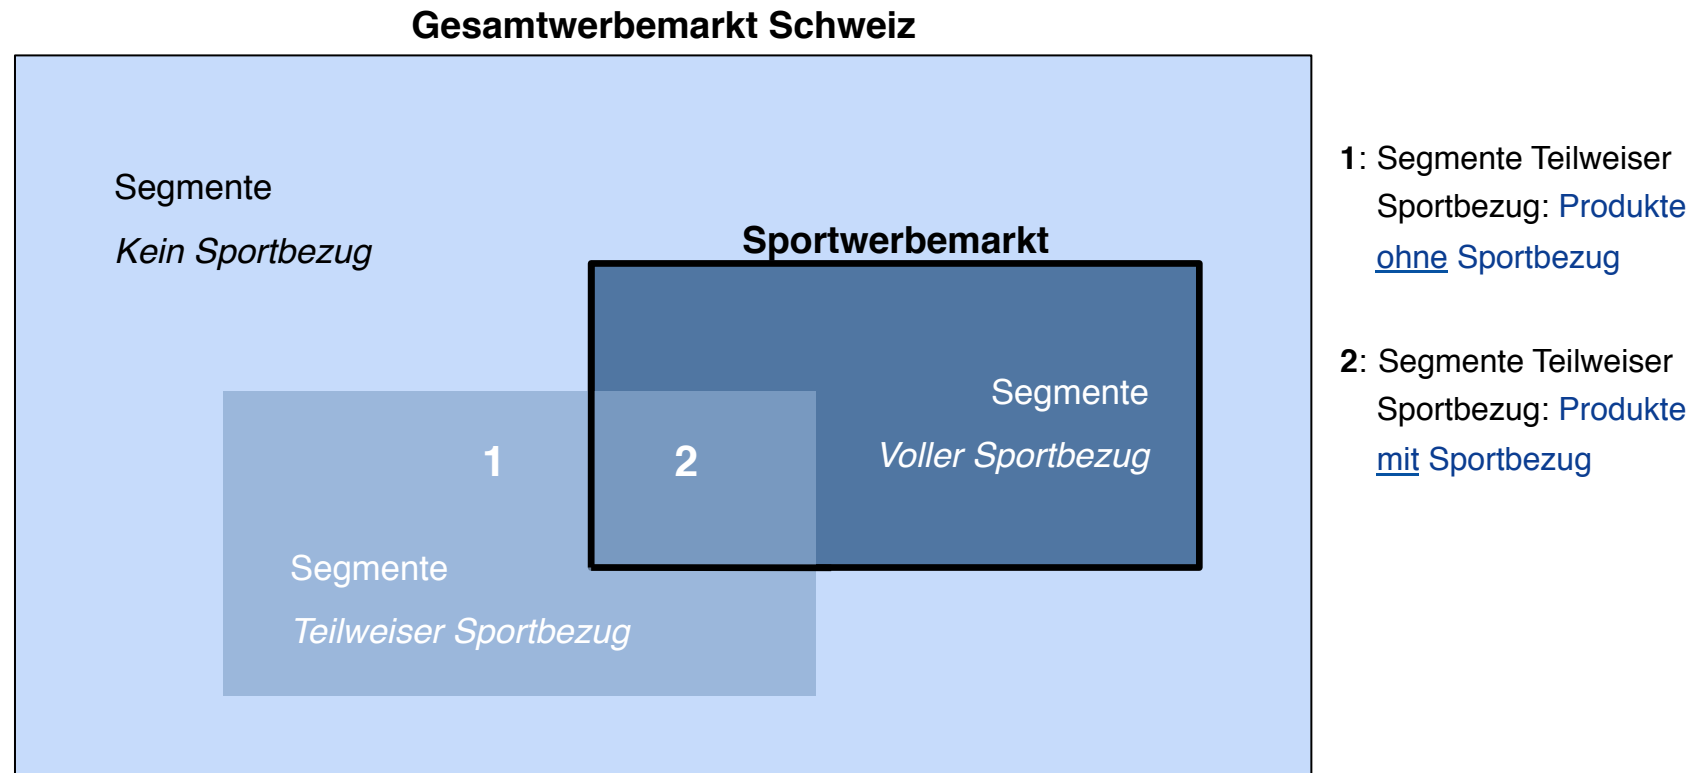 Gesamtwerbemarkt Schweiz
Segmente
Kein Sportbezug
Sportwerbemarkt
Segmente
Voller Sportbezug
1
2
Segmente
Teilweiser Sportbezug
1: Segmente Teilweiser
Sportbezug: Produkte
ohne Sportbezug
2: Segmente Teilweiser
Sportbezug: Produkte
mit Sportbezug